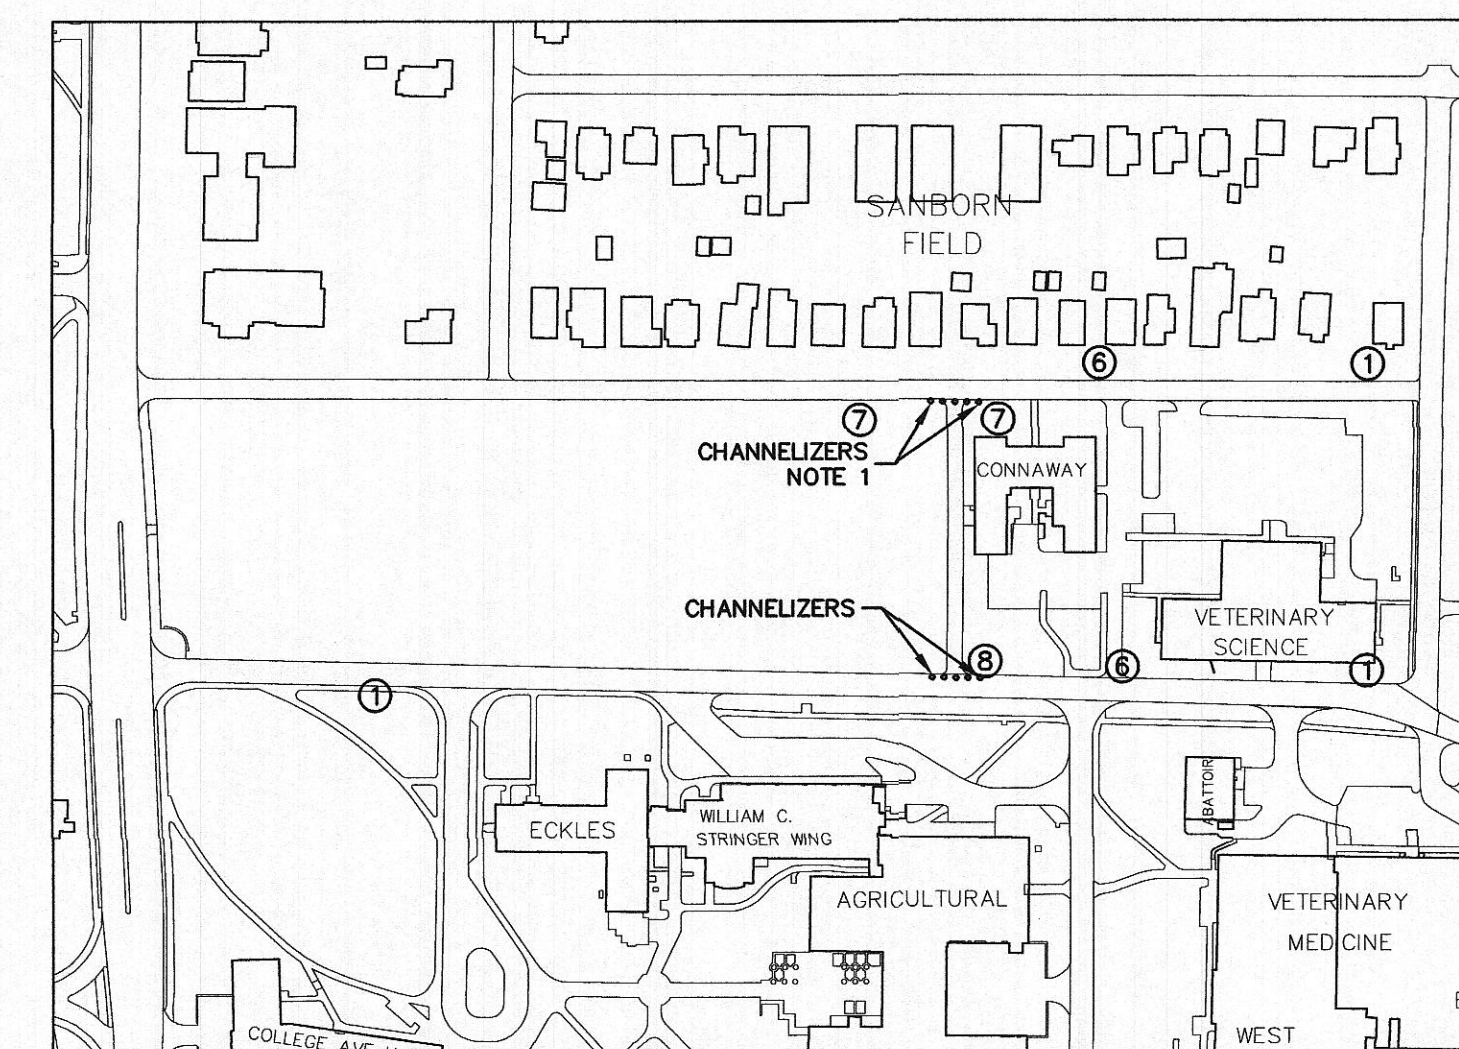 SANBORN
FIELD
6
1
7
7
CHANNELIZERS
NOTE 1
CONNAWAY
CHANNELIZERS
8
6
VETERINARY
SCIENCE
1
1
ABATTOIR
WILLIAM C.
STRINGER WING
ECKLES
AGRICULTURAL
VETERINARY
MEDICINE
WEST
COLLEGE AVE